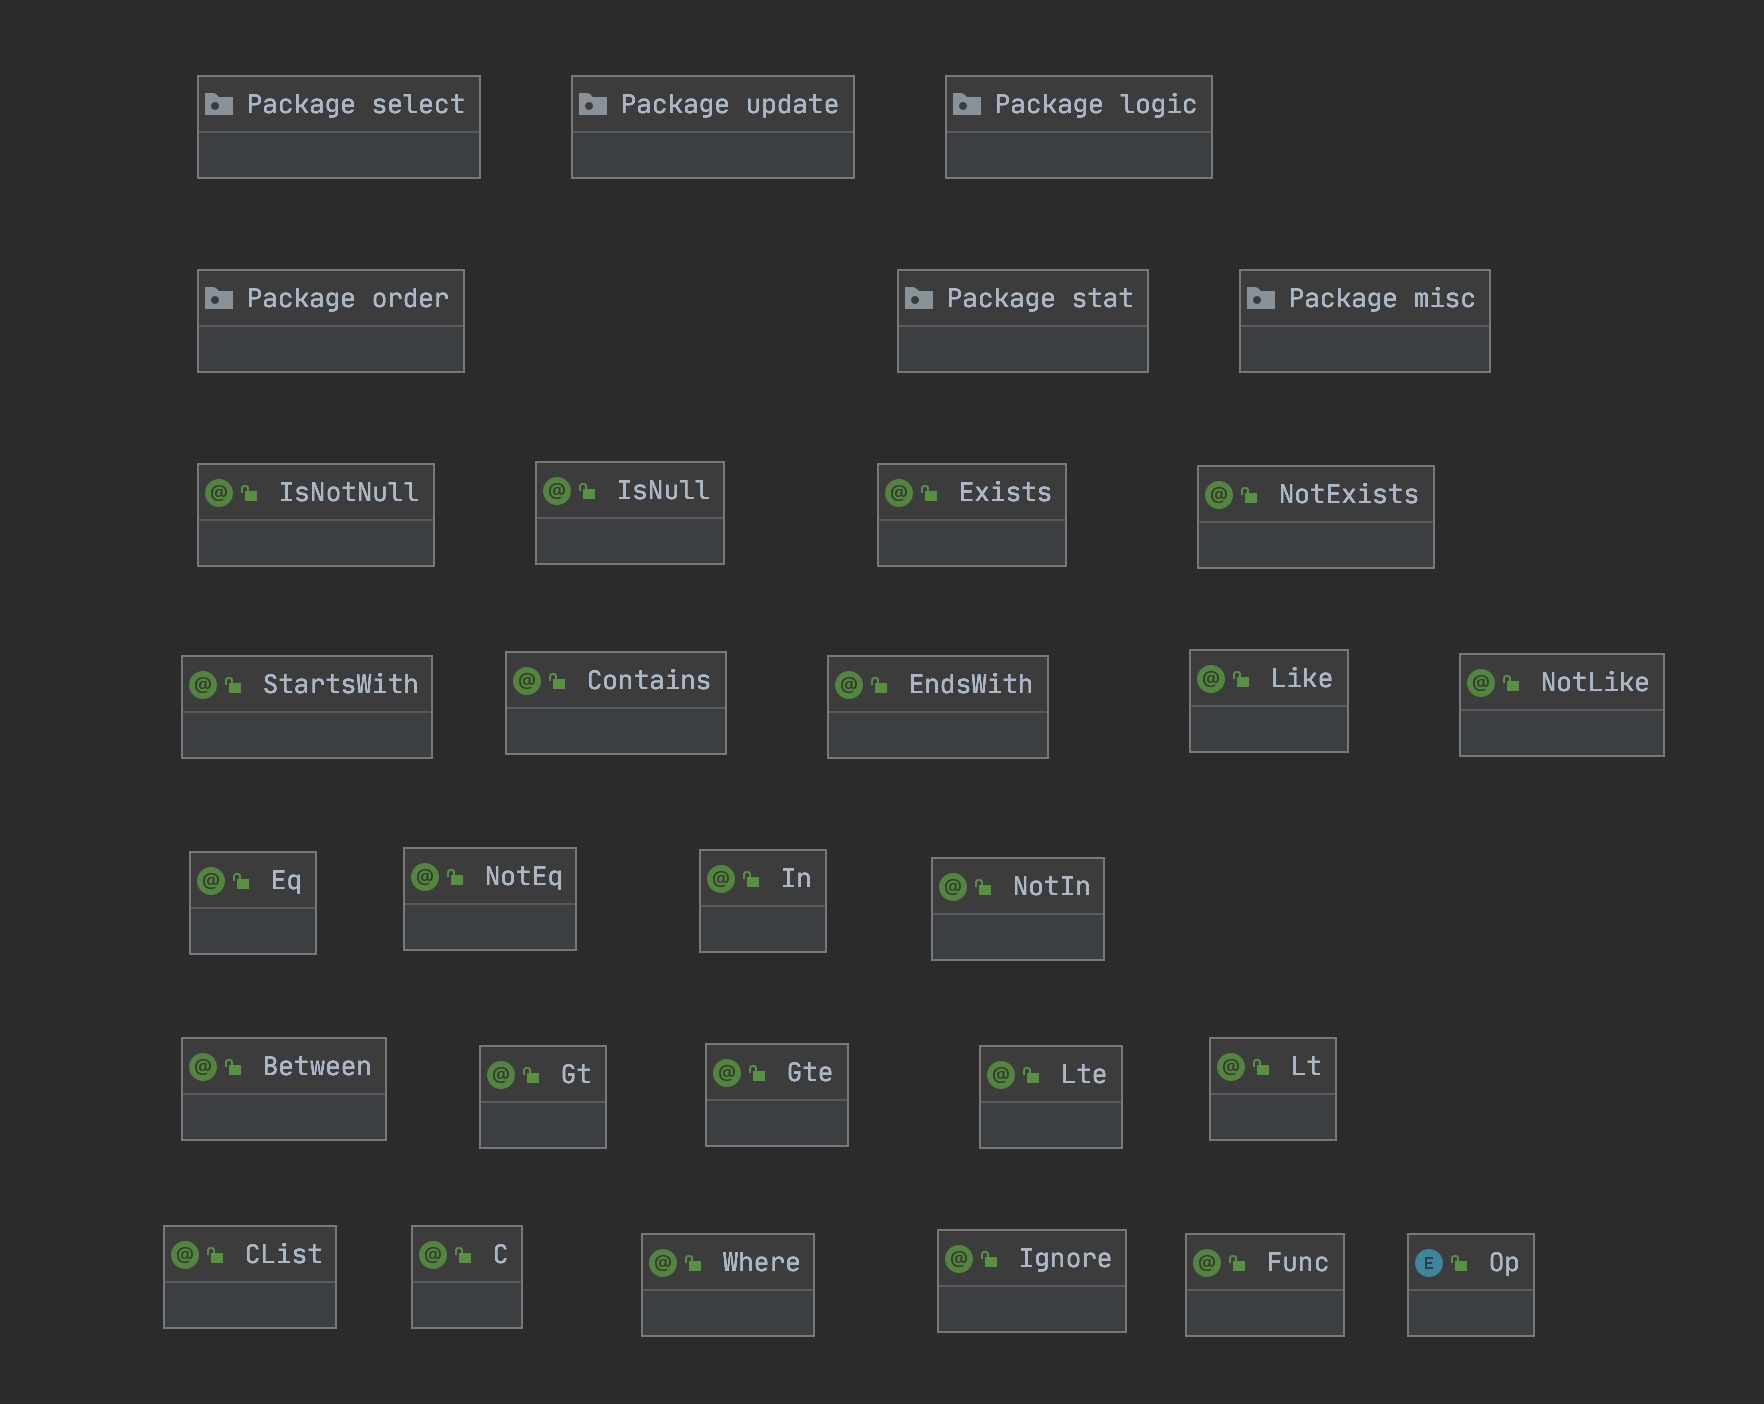 Package select
Package update
Package logic
Package order
Package stat
Package misc
@ IsNotNull
@ IsNull
@ Exists
@ NotExists
@ StartsWith
@ Contains
@ EndsWith
@ Like
@ NotLike
@ Eq
@ NotEq
@ In
@ NotIn
@ Between
@ Gt
@ Gte
@ Lte
@ Lt
@ CList
@ C
@ Where
@ Ignore
@ Func
E Op